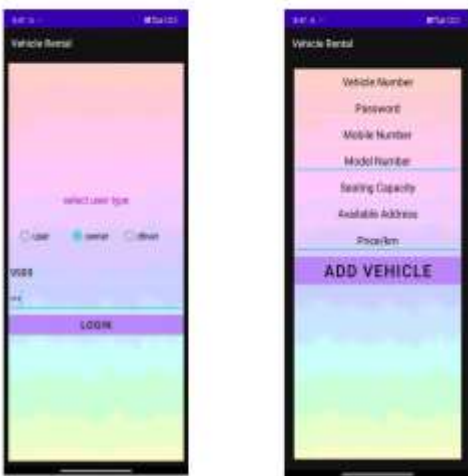 Vehicle Rental
select user type
user
owner
driver
LOGIN
Vehicle Rental
Vehicle Number
Password
Mobile Number
Model Number
Seating Capacity
Available Address
Price/km
ADD VEHICLE